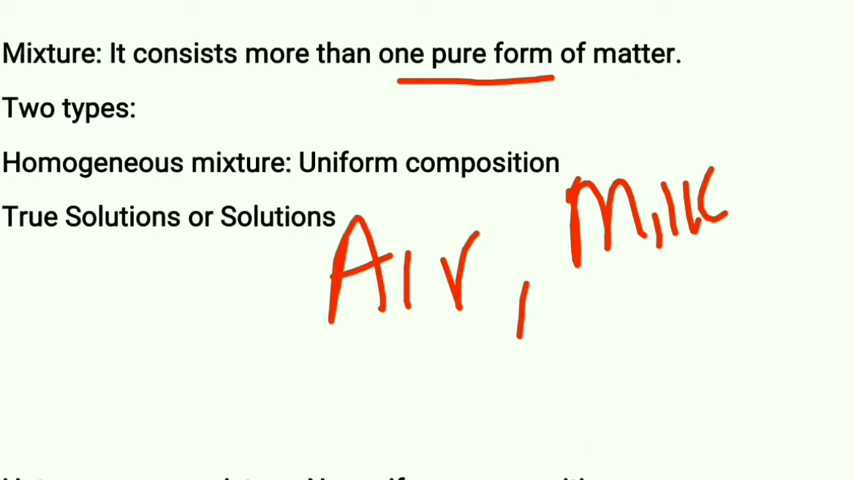 Mixture: It consists more than one pure form of matter.
Two types:
Homogeneous mixture: Uniform composition
True Solutions or Solutions
Air, Milk